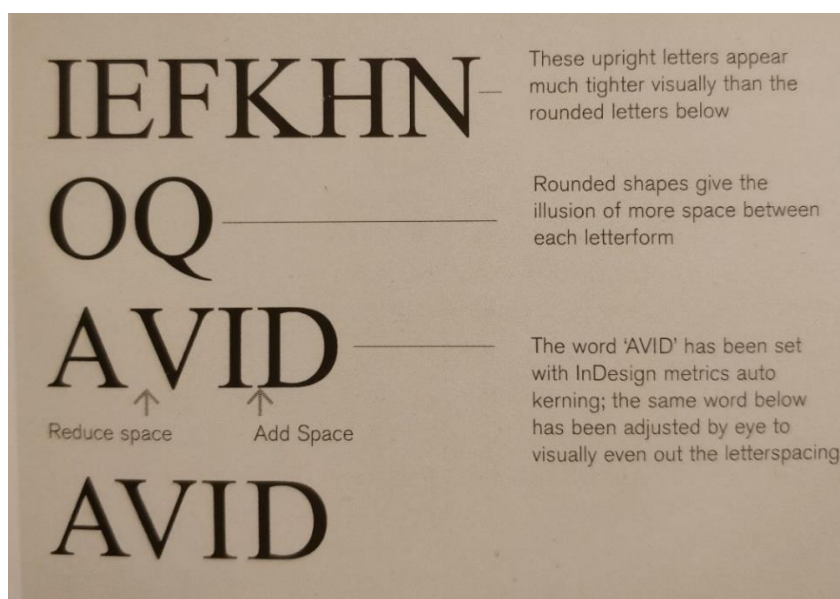 IEFKHN
These upright letters appear
much tighter visually than the
rounded letters below
OQ
Rounded shapes give the
illusion of more space between
each letterform
AVID
Reduce space
Add Space
The word ‘AVID’ has been set
with InDesign metrics auto
kerning; the same word below
has been adjusted by eye to
visually even out the letterspacing
AVID